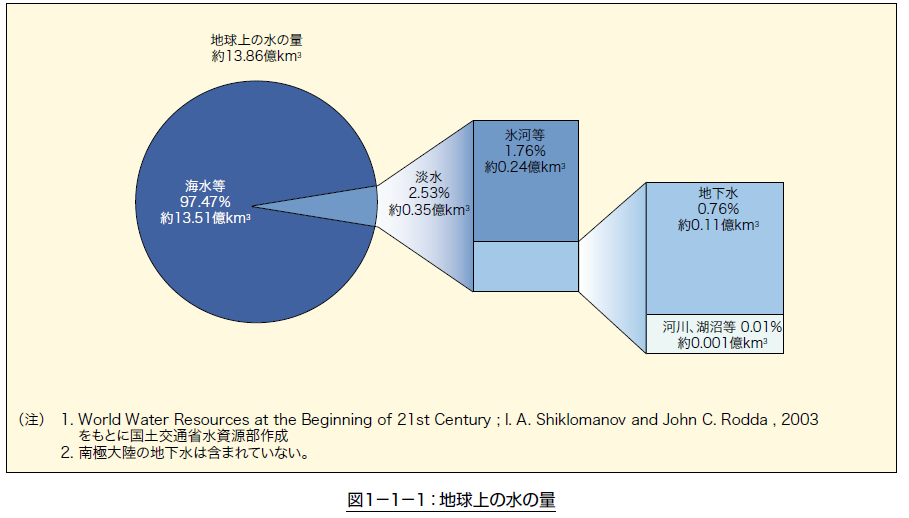 地球上の水の量
約13.86億km³
海水等
97.47%
約13.51億km³
淡水
2.53%
約0.35億km³
氷河等
1.76%
約0.24億km³
地下水
0.76%
約0.11億km³
河川、湖沼等 0.01%
約0.001億km³
（注） 1. World Water Resources at the Beginning of 21st Century ; I. A. Shiklomanov and John C. Rodda , 2003
をもとに国土交通省水資源部作成
2. 南極大陸の地下水は含まれていない。
図1－1－1：地球上の水の量